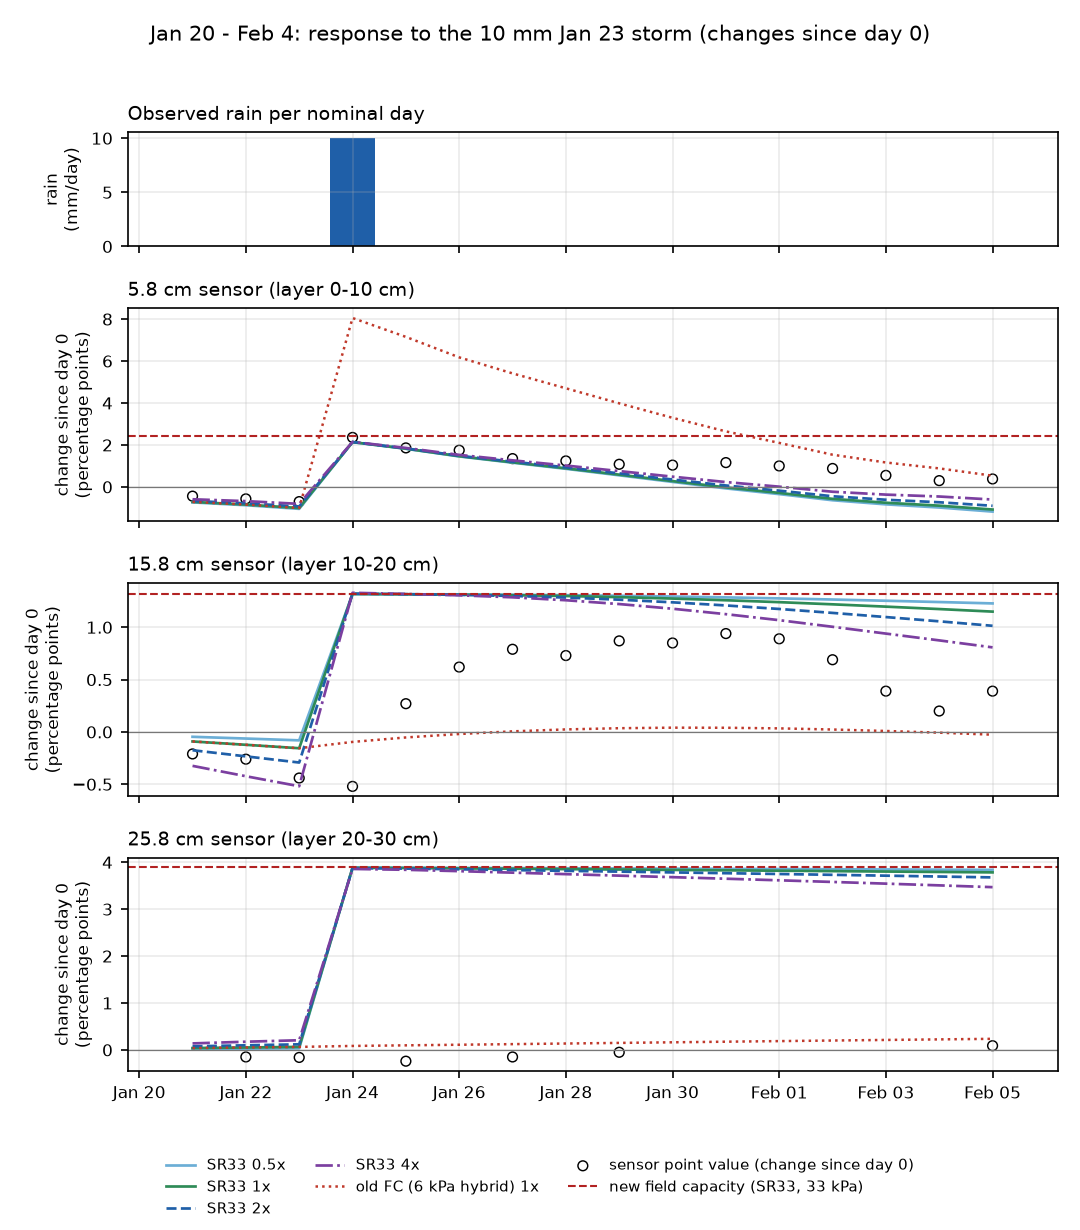 Jan 20 - Feb 4: response to the 10 mm Jan 23 storm (changes since day 0)
Observed rain per nominal day
rain
(mm/day)
10
5
0
5.8 cm sensor (layer 0-10 cm)
change since day 0
(percentage points)
8
6
4
2
0
15.8 cm sensor (layer 10-20 cm)
change since day 0
(percentage points)
1.0
0.5
0.0
−0.5
25.8 cm sensor (layer 20-30 cm)
change since day 0
(percentage points)
4
3
2
1
0
Jan 20 Jan 22 Jan 24 Jan 26 Jan 28 Jan 30 Feb 01 Feb 03 Feb 05
SR33 0.5x
SR33 1x
SR33 2x
SR33 4x
old FC (6 kPa hybrid) 1x
sensor point value (change since day 0)
new field capacity (SR33, 33 kPa)